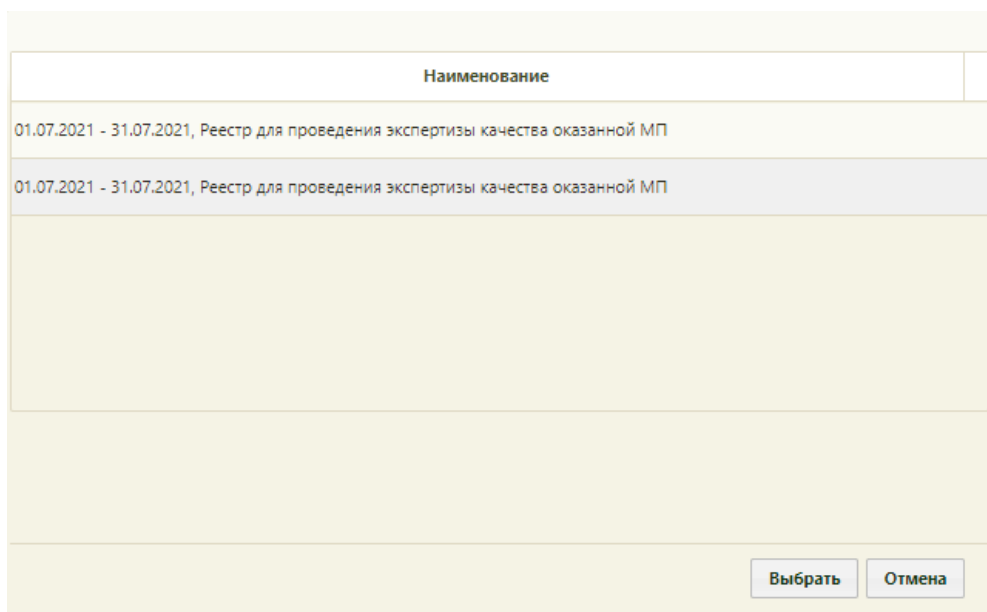 Наименование
01.07.2021 - 31.07.2021, Реестр для проведения экспертизы качества оказанной МП
01.07.2021 - 31.07.2021, Реестр для проведения экспертизы качества оказанной МП
Выбрать Отмена